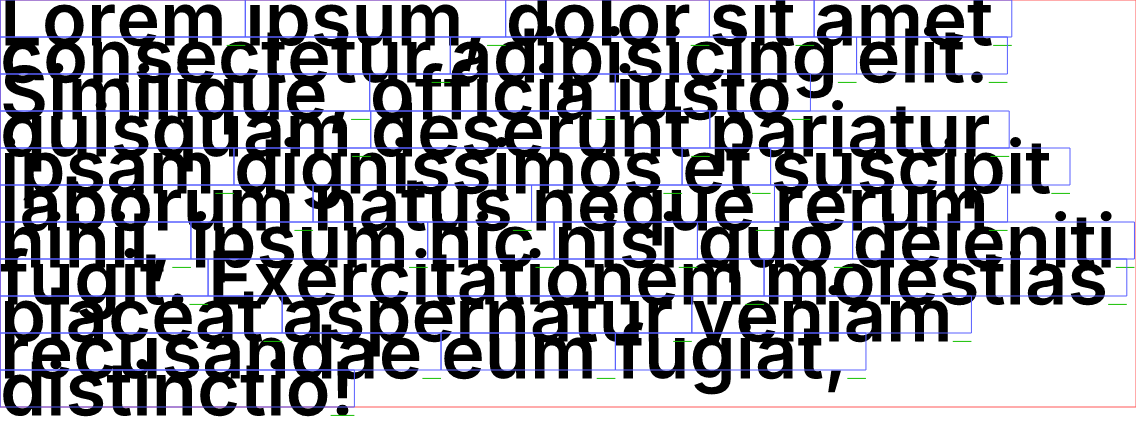 Lorem ipsum, dolor sit amet
consectetur adipisicing elit.
Similique, officia iusto
quisquam deserunt pariatur
ipsam dignissimos et suscipit
laborum natus neque rerum
nihil, ipsum hic nisi quo deleniti
fugit. Exercitationem molestias
placeat aspernatur veniam
recusandae eum fugiat,
distinctio!